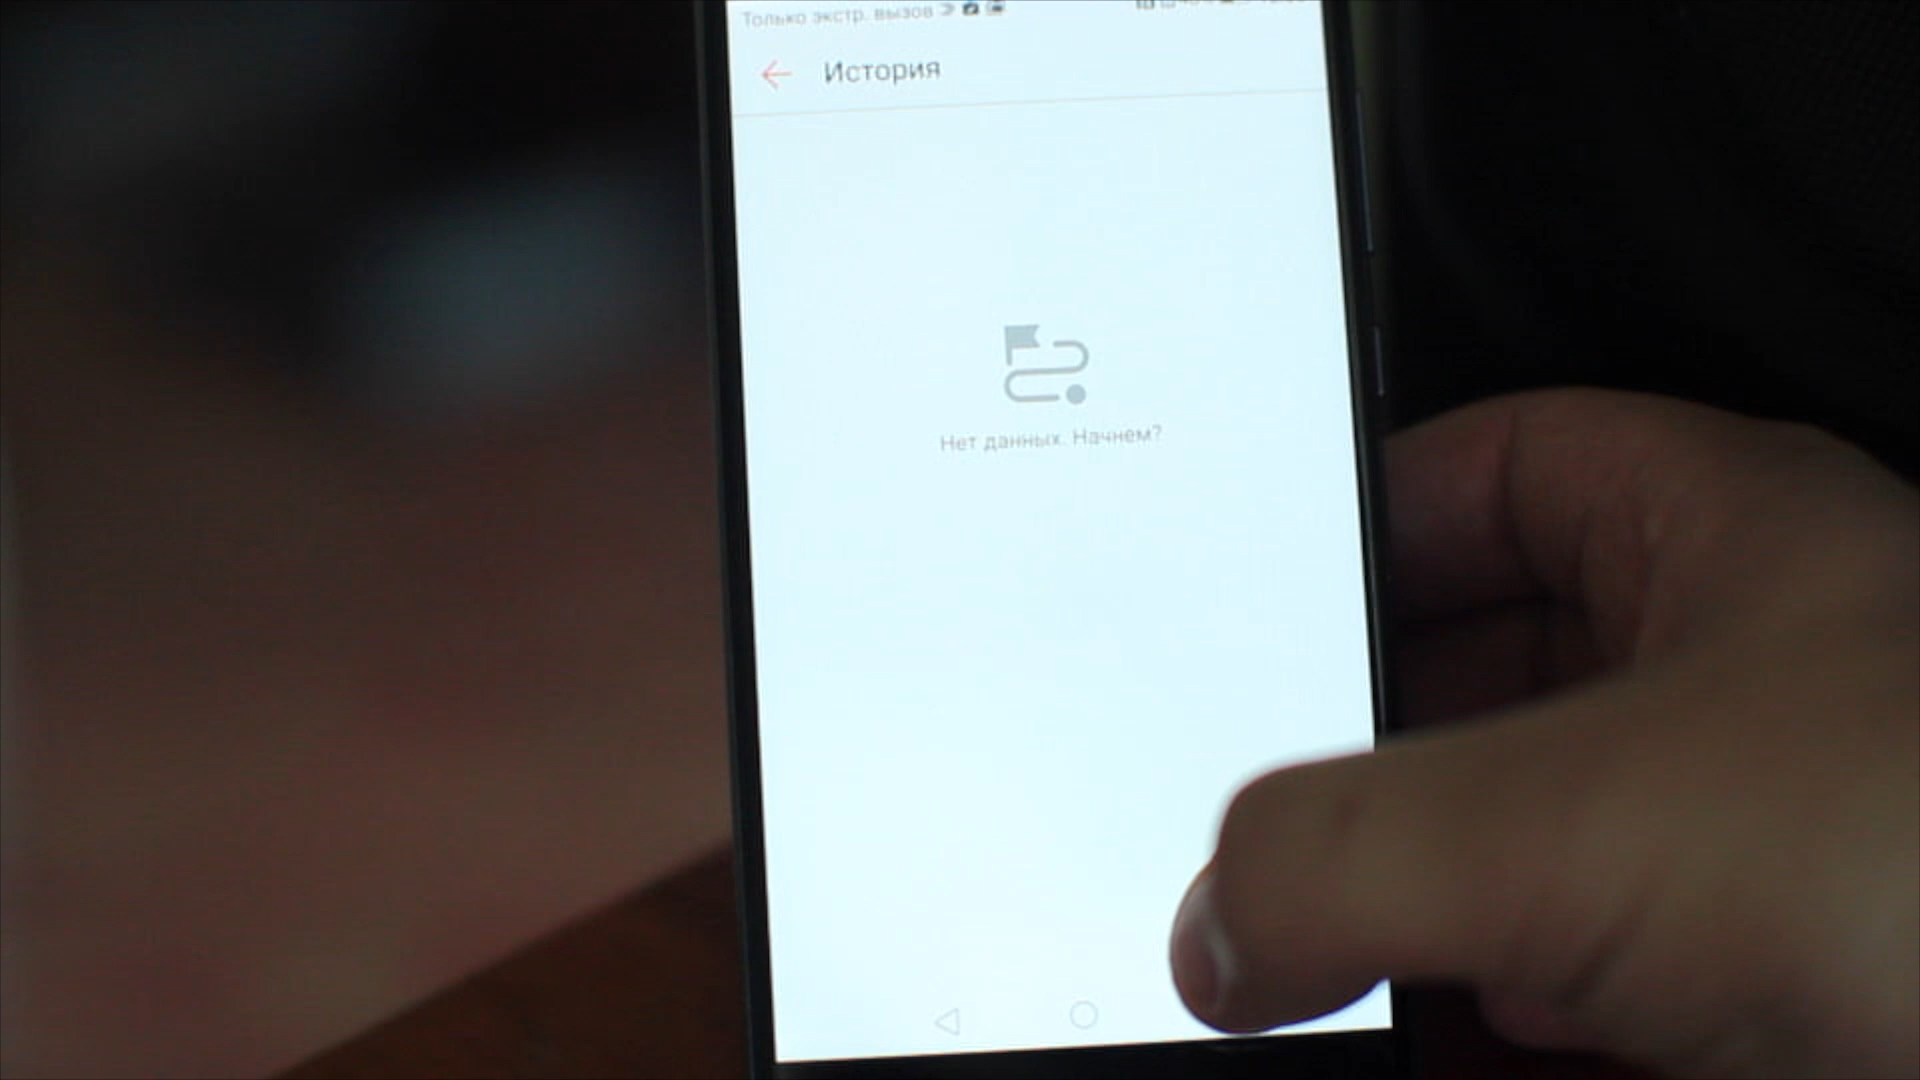 Только экстр. вызов
История
Нет данных. Начнем?